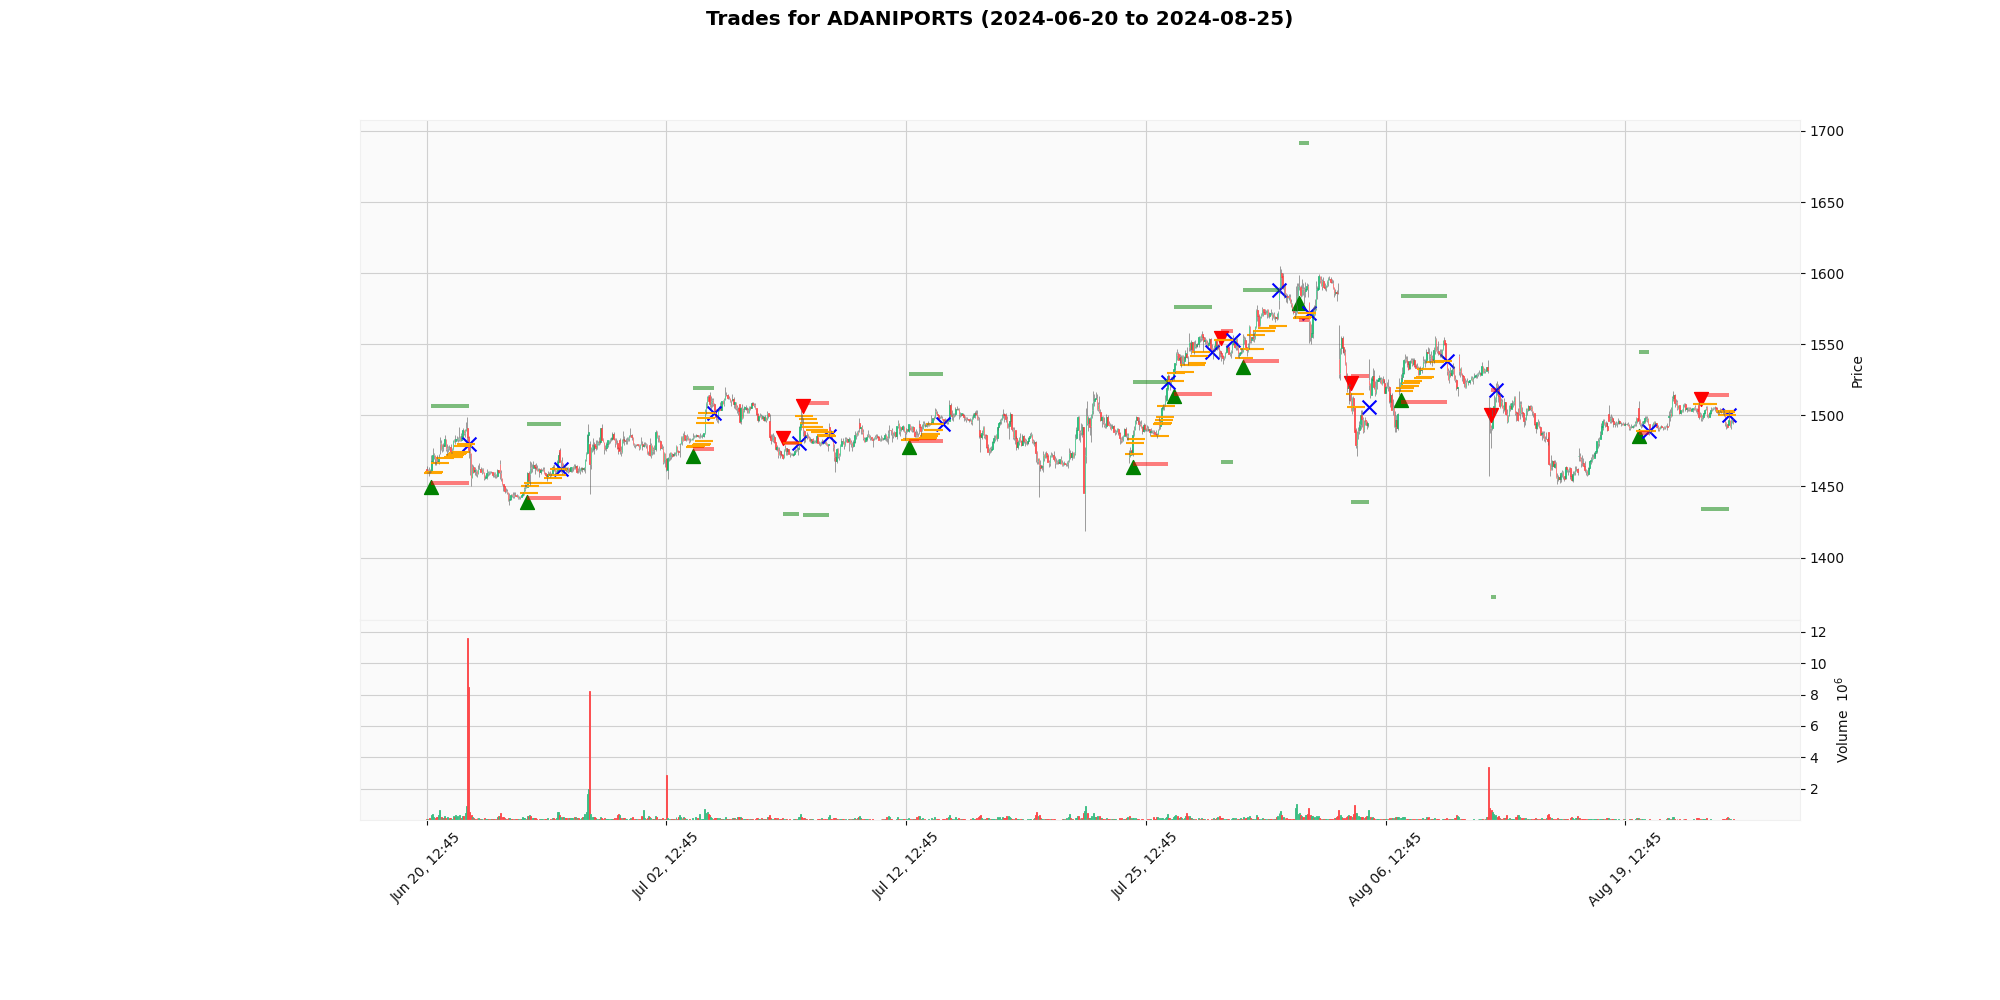 Trades for ADANIPORTS (2024-06-20 to 2024-08-25)
1700
1650
1600
1550
1500
1450
1400
Price
12
10
8
6
4
2
Volume 10^6
Jun 20, 12:45
Jul 02, 12:45
Jul 12, 12:45
Jul 25, 12:45
Aug 06, 12:45
Aug 19, 12:45